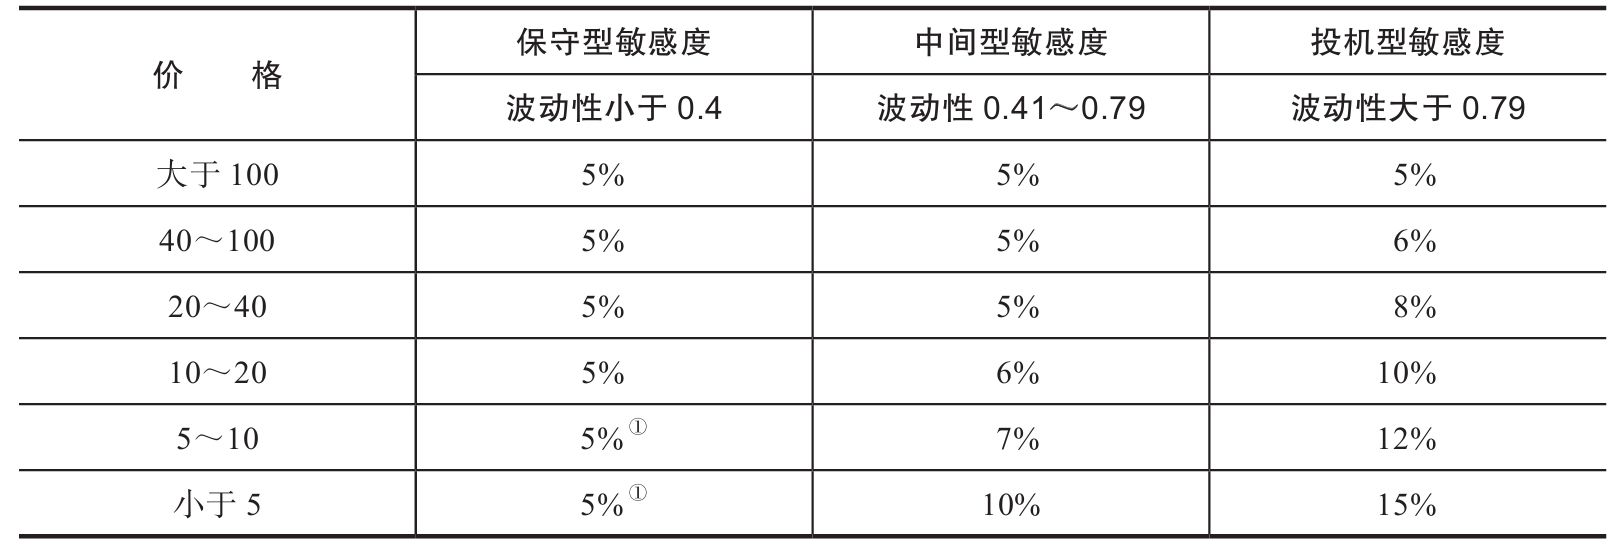 价 格 保守型敏感度 中间型敏感度 投机型敏感度
波动性小于 0.4 波动性 0.41～0.79 波动性大于 0.79
大于 100 5% 5% 5%
40～100 5% 5% 6%
20～40 5% 5% 8%
10～20 5% 6% 10%
5～10 5%① 7% 12%
小于 5 5%① 10% 15%